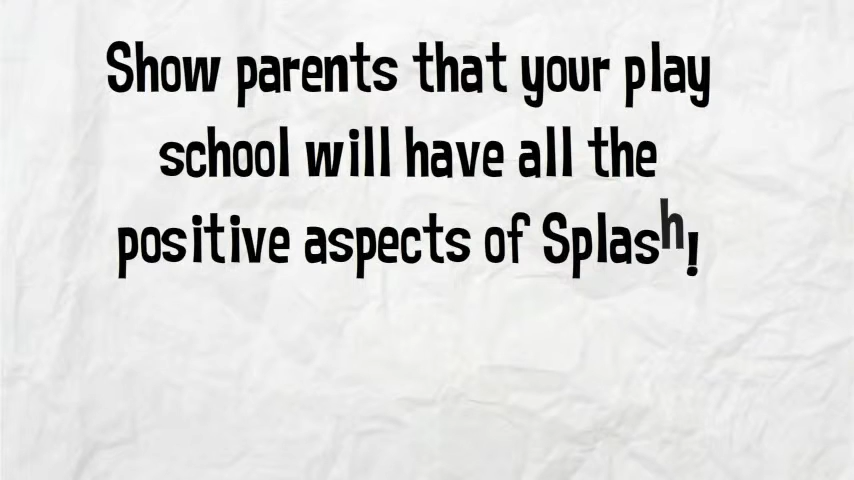 Show parents that your play
school will have all the
positive aspects of Splash!